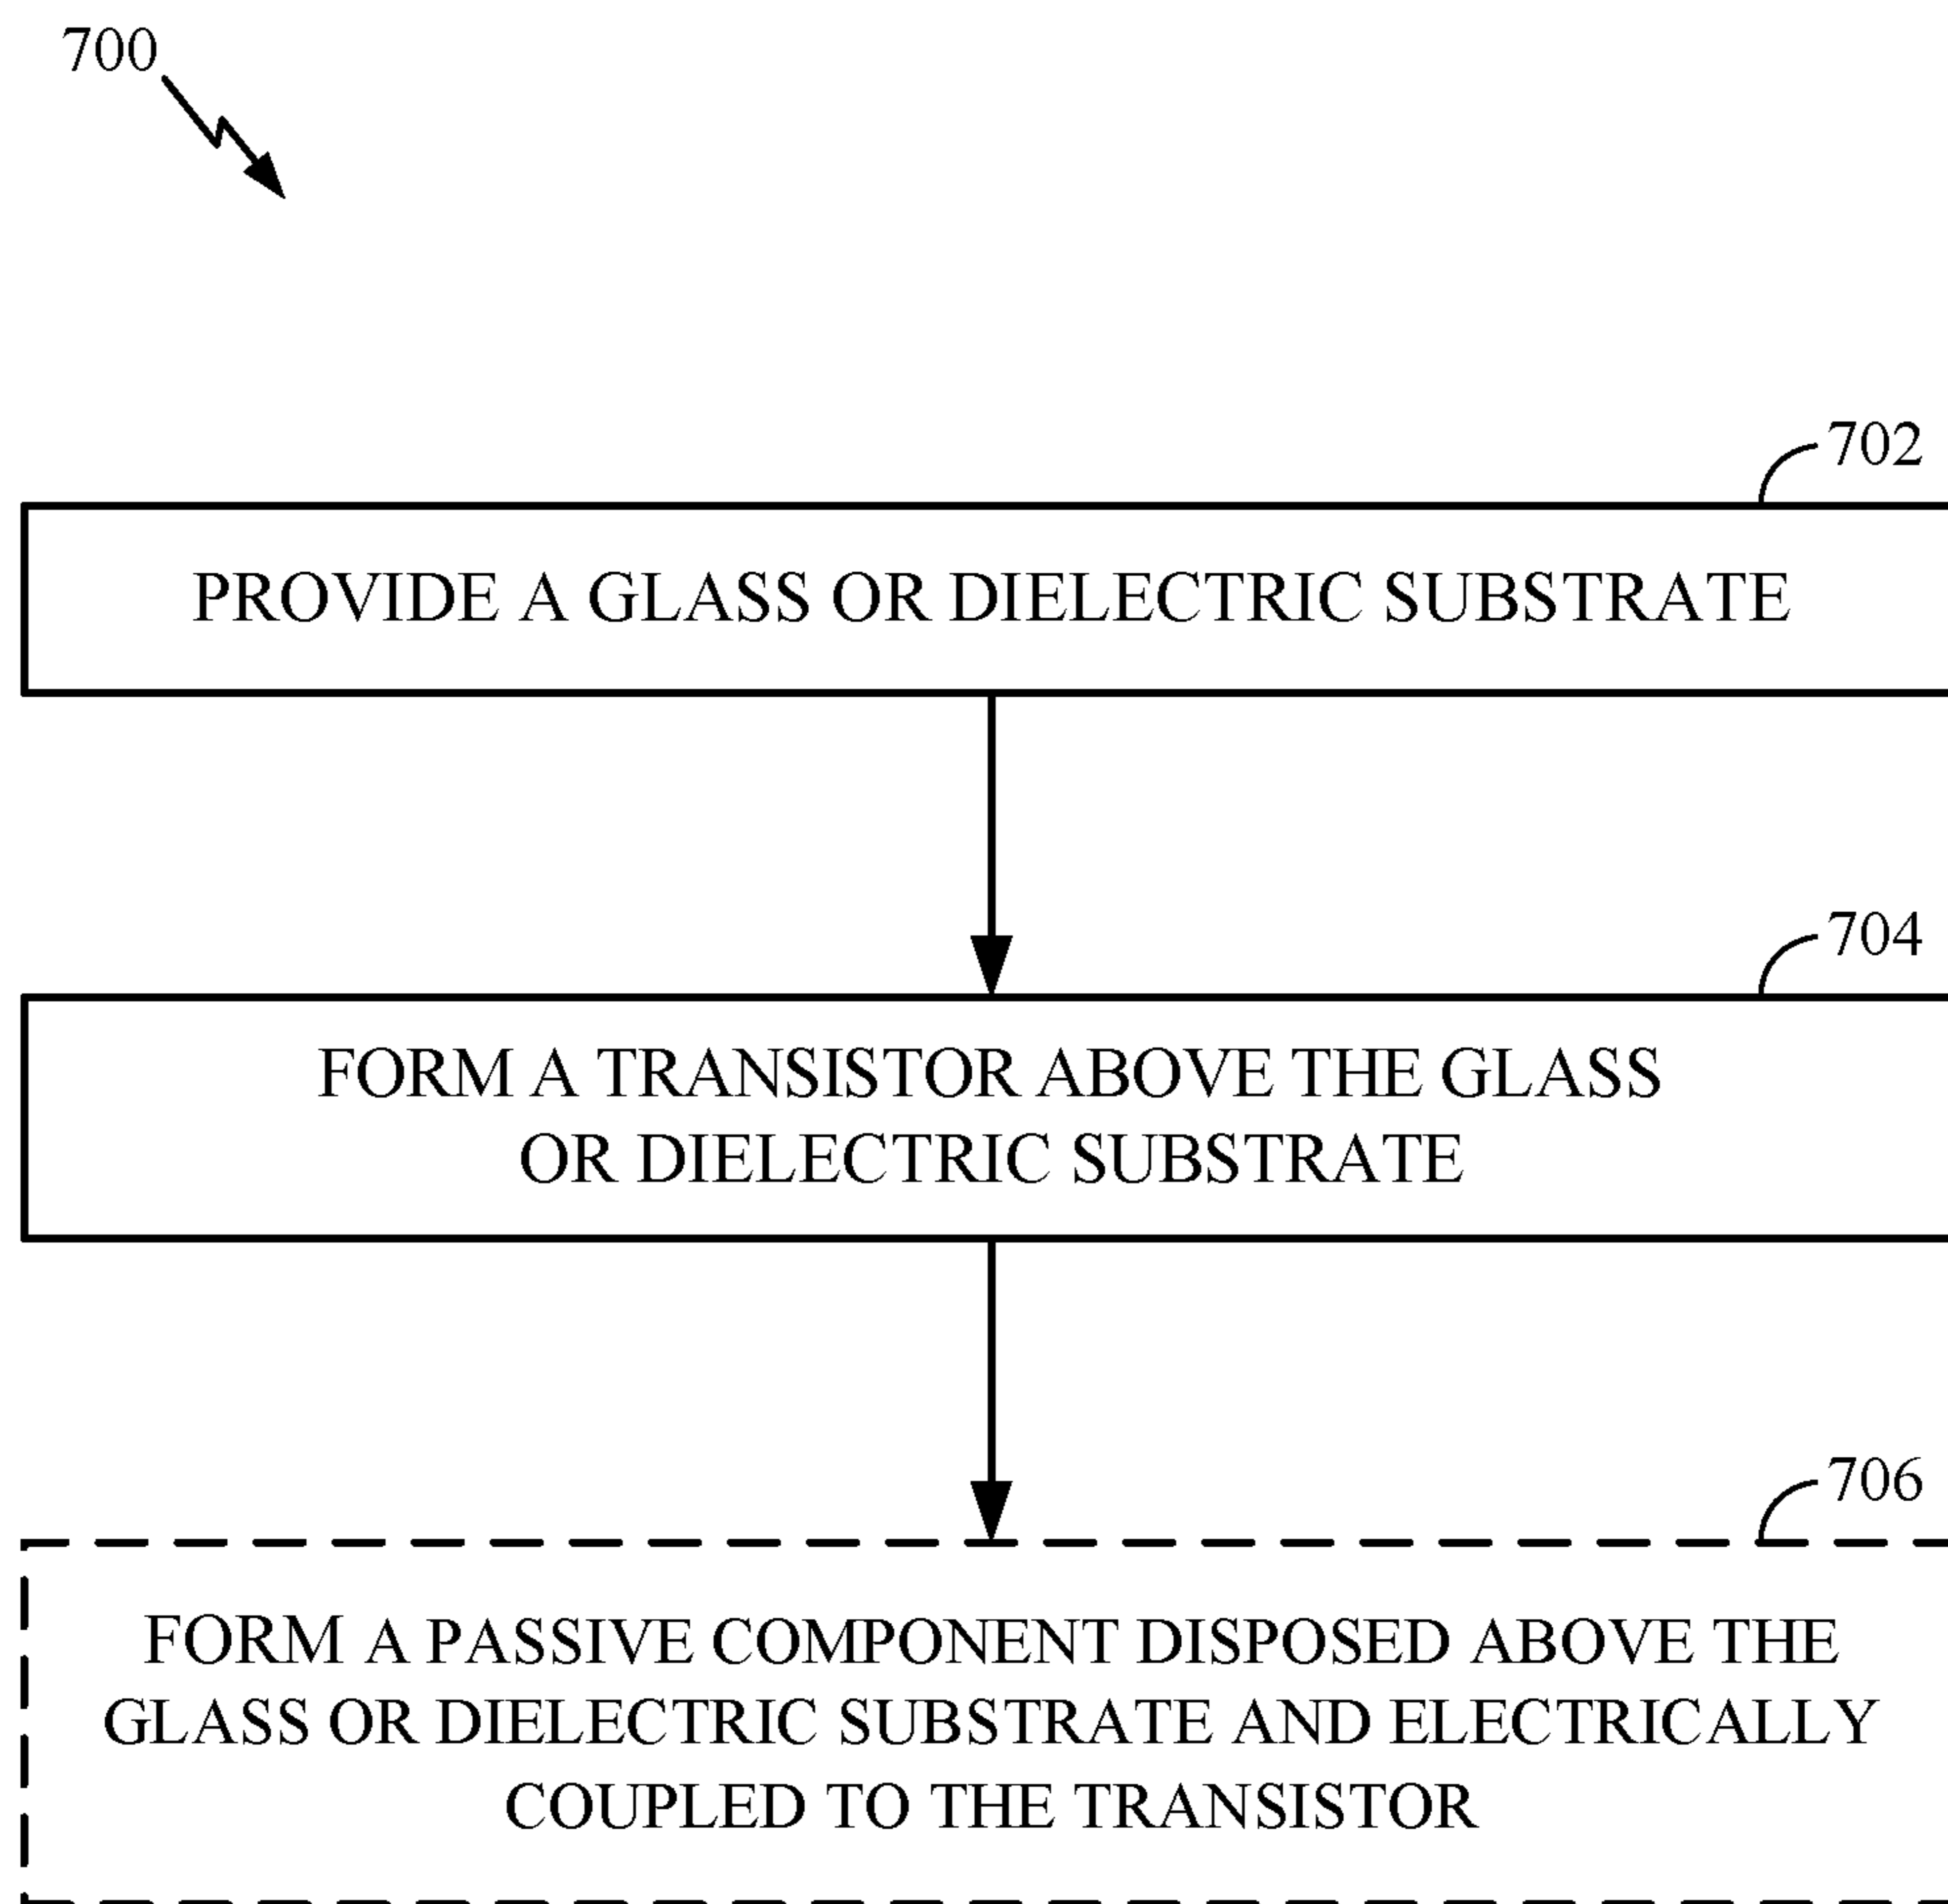 700
702
PROVIDE A GLASS OR DIELECTRIC SUBSTRATE
704
FORM A TRANSISTOR ABOVE THE GLASS
OR DIELECTRIC SUBSTRATE
706
FORM A PASSIVE COMPONENT DISPOSED ABOVE THE
GLASS OR DIELECTRIC SUBSTRATE AND ELECTRICALLY
COUPLED TO THE TRANSISTOR